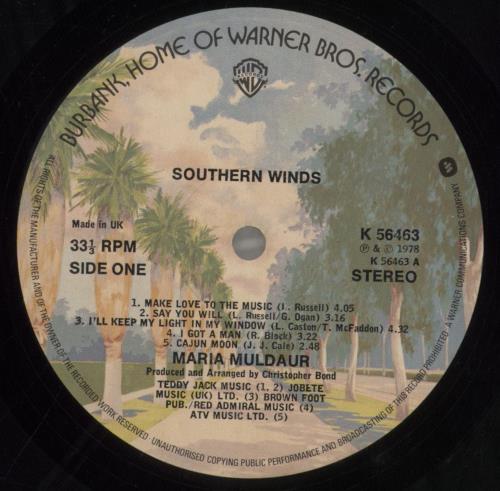 BURBANK, HOME OF WARNER BROS. RECORDS
SOUTHERN WINDS
Made in UK
33⅓ RPM
SIDE ONE
K 56463
℗ & © 1978
K 56463 A
STEREO
1. MAKE LOVE TO THE MUSIC (L. Russell) 4.05
2. SAY YOU WILL (L. Russell/G. Ogan) 3.16
3. I'LL KEEP MY LIGHT IN MY WINDOW (L. Caston/T. McFaddon) 4.32
4. I GOT A MAN (R. Block) 3.22
5. CAJUN MOON (J. J. Cale) 2.48
MARIA MULDAUR
Produced and Arranged by Christopher Bond
TEDDY JACK MUSIC (1, 2) JOBETE
MUSIC (UK) LTD. (3) BROWN FOOT
PUB./RED ADMIRAL MUSIC (4)
ATV MUSIC LTD. (5)
ALL RIGHTS OF THE MANUFACTURER AND OF THE OWNER OF THE RECORDED WORK RESERVED · UNAUTHORISED COPYING PUBLIC PERFORMANCE AND BROADCASTING OF THIS RECORD PROHIBITED. A WARNER COMMUNICATIONS COMPANY